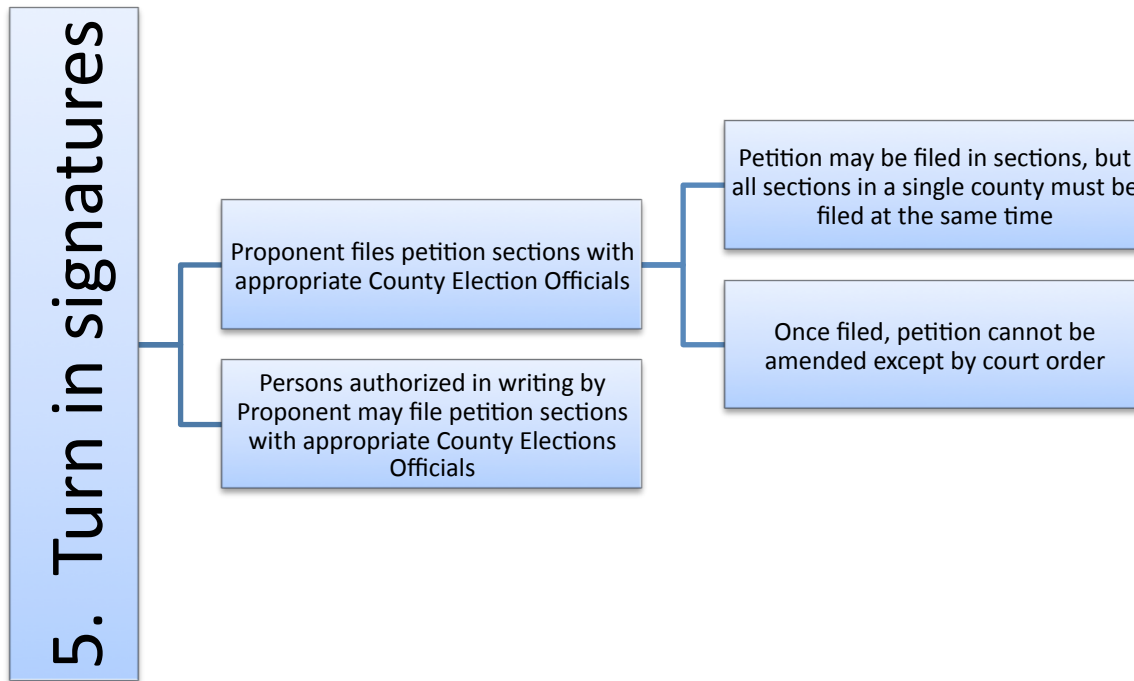 5. Turn in signatures
Proponent files petition sections with
appropriate County Election Officials
Persons authorized in writing by
Proponent may file petition sections
with appropriate County Elections
Officials
Petition may be filed in sections, but
all sections in a single county must be
filed at the same time
Once filed, petition cannot be
amended except by court order